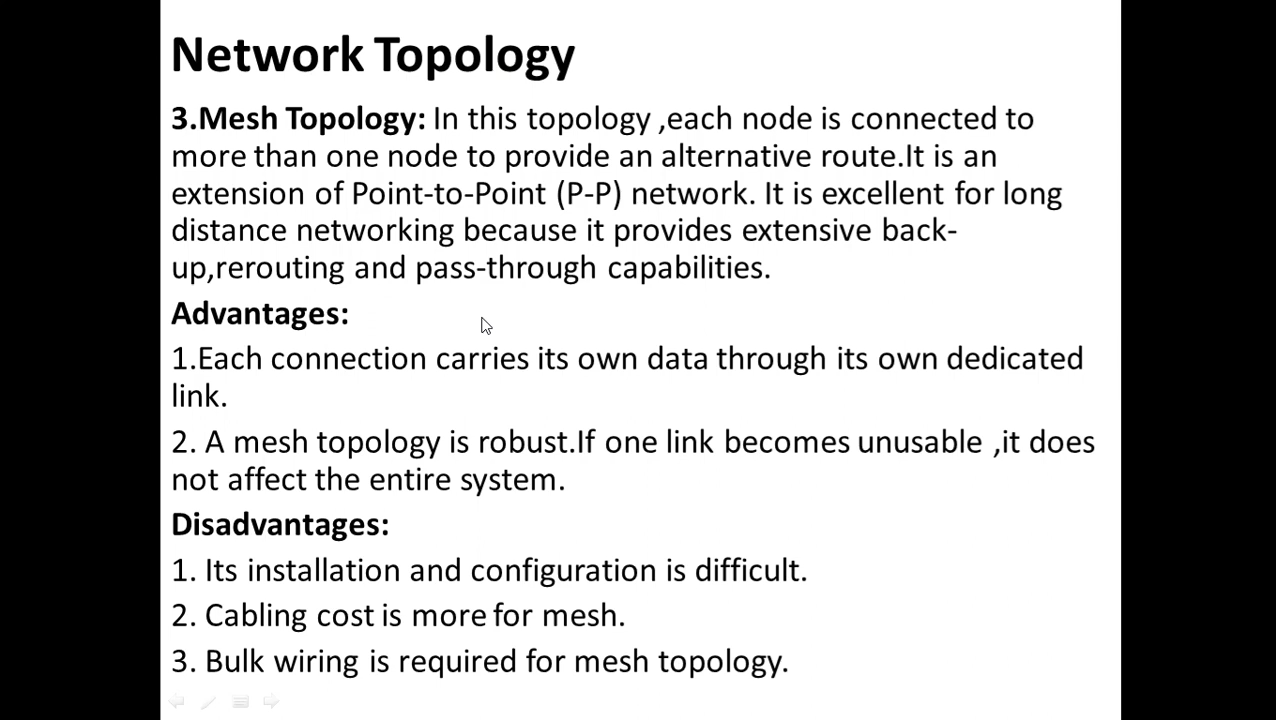 Network Topology
3.Mesh Topology: In this topology ,each node is connected to
more than one node to provide an alternative route.It is an
extension of Point-to-Point (P-P) network. It is excellent for long
distance networking because it provides extensive back-
up,rerouting and pass-through capabilities.
Advantages:
1.Each connection carries its own data through its own dedicated
link.
2. A mesh topology is robust.If one link becomes unusable ,it does
not affect the entire system.
Disadvantages:
1. Its installation and configuration is difficult.
2. Cabling cost is more for mesh.
3. Bulk wiring is required for mesh topology.